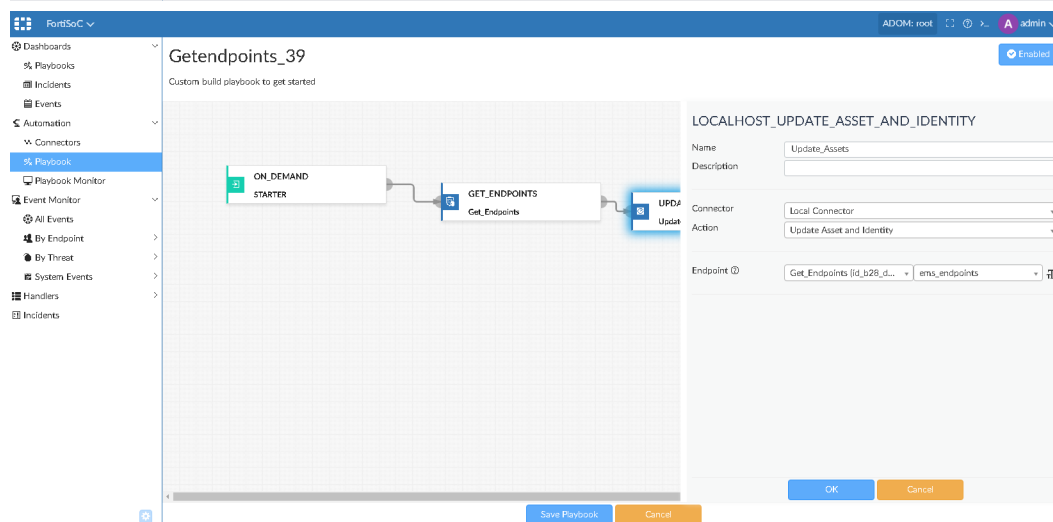 FortiSoC
ADOM: root
A admin
Dashboards
Playbooks
Incidents
Events
Automation
Connectors
Playbook
Playbook Monitor
Event Monitor
All Events
By Endpoint
By Threat
System Events
Handlers
Incidents
Getendpoints_39
Enabled
Custom build playbook to get started
ON_DEMAND
STARTER
GET_ENDPOINTS
Get_Endpoints
UPDA
Updat
LOCALHOST_UPDATE_ASSET_AND_IDENTITY
Name Update_Assets
Description
Connector Local Connector
Action Update Asset and Identity
Endpoint Get_Endpoints (id_b28_d... ems_endpoints
OK Cancel
Save Playbook Cancel